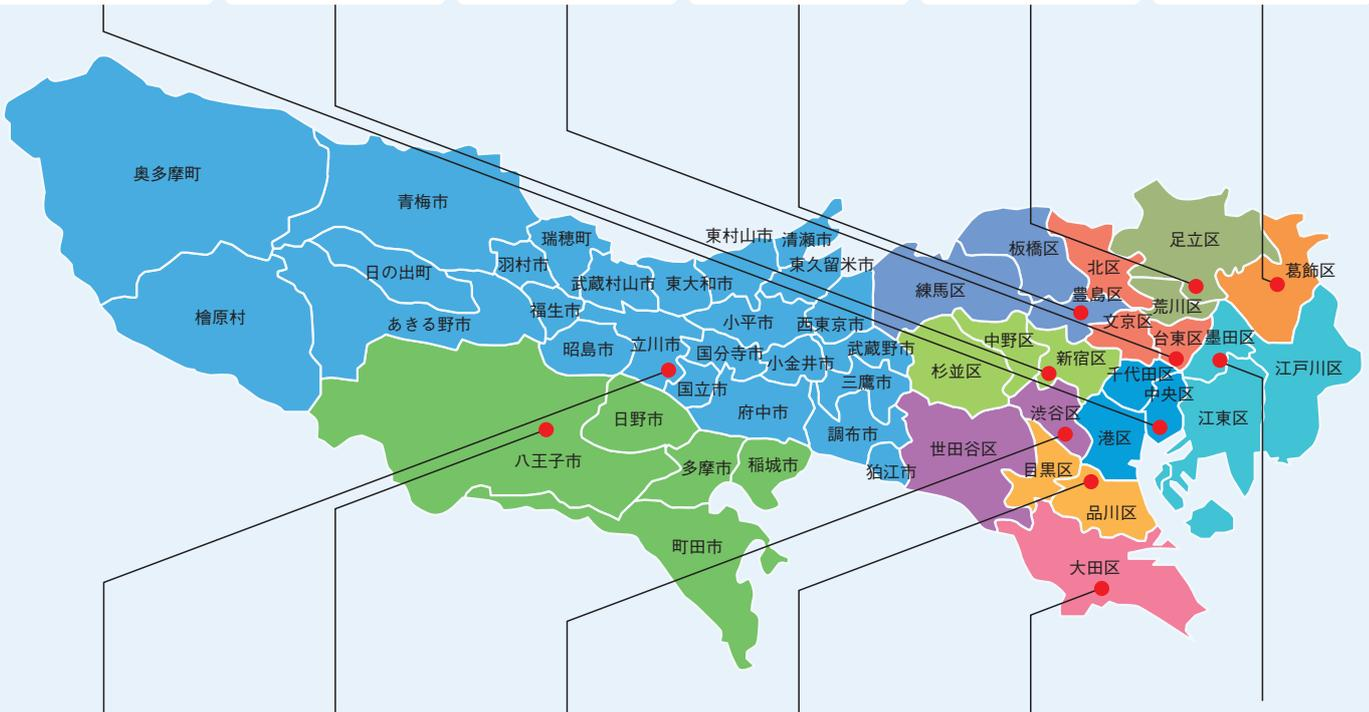 奥多摩町
青梅市
瑞穂町
羽村市
日の出町
檜原村
あきる野市
福生市
武蔵村山市
東大和市
東村山市
清瀬市
東久留米市
小平市
西東京市
昭島市
立川市
国分寺市
小金井市
武蔵野市
国立市
三鷹市
府中市
調布市
狛江市
日野市
八王子市
多摩市
稲城市
町田市
練馬区
板橋区
北区
足立区
葛飾区
豊島区
荒川区
文京区
台東区
墨田区
中野区
新宿区
杉並区
千代田区
中央区
江戸川区
江東区
渋谷区
港区
世田谷区
目黒区
品川区
大田区